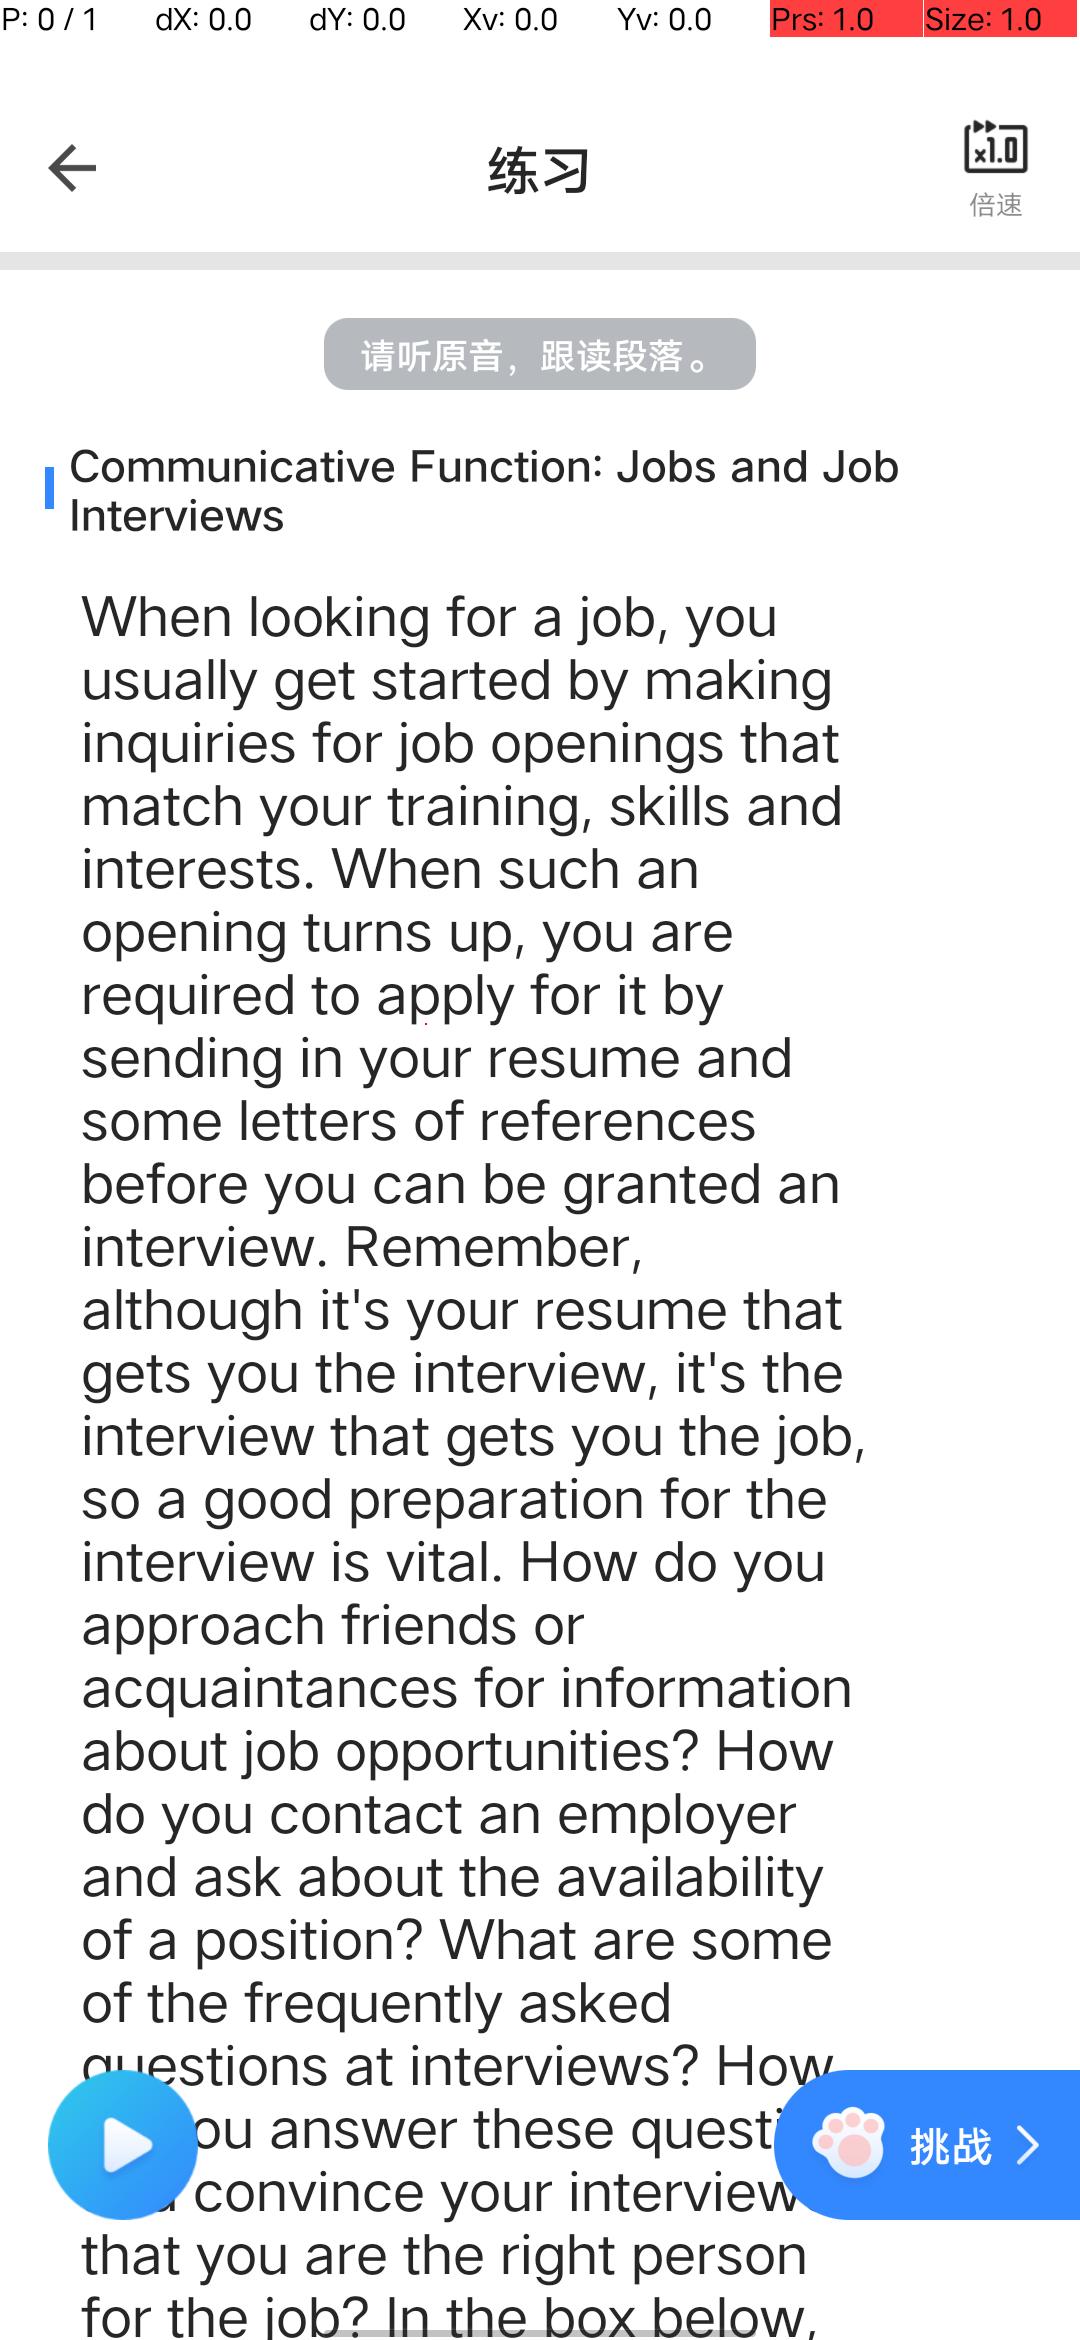 P: 0 / 1 dX: 0.0 dY: 0.0 Xv: 0.0 Yv: 0.0 Prs: 1.0 Size: 1.0
练习
x1.0
倍速
请听原音，跟读段落。
Communicative Function: Jobs and Job
Interviews
When looking for a job, you
usually get started by making
inquiries for job openings that
match your training, skills and
interests. When such an
opening turns up, you are
required to apply for it by
sending in your resume and
some letters of references
before you can be granted an
interview. Remember,
although it's your resume that
gets you the interview, it's the
interview that gets you the job,
so a good preparation for the
interview is vital. How do you
approach friends or
acquaintances for information
about job opportunities? How
do you contact an employer
and ask about the availability
of a position? What are some
of the frequently asked
questions at interviews? How
answer these
convince your
that you are the right person
for the job? In the box below,
挑战